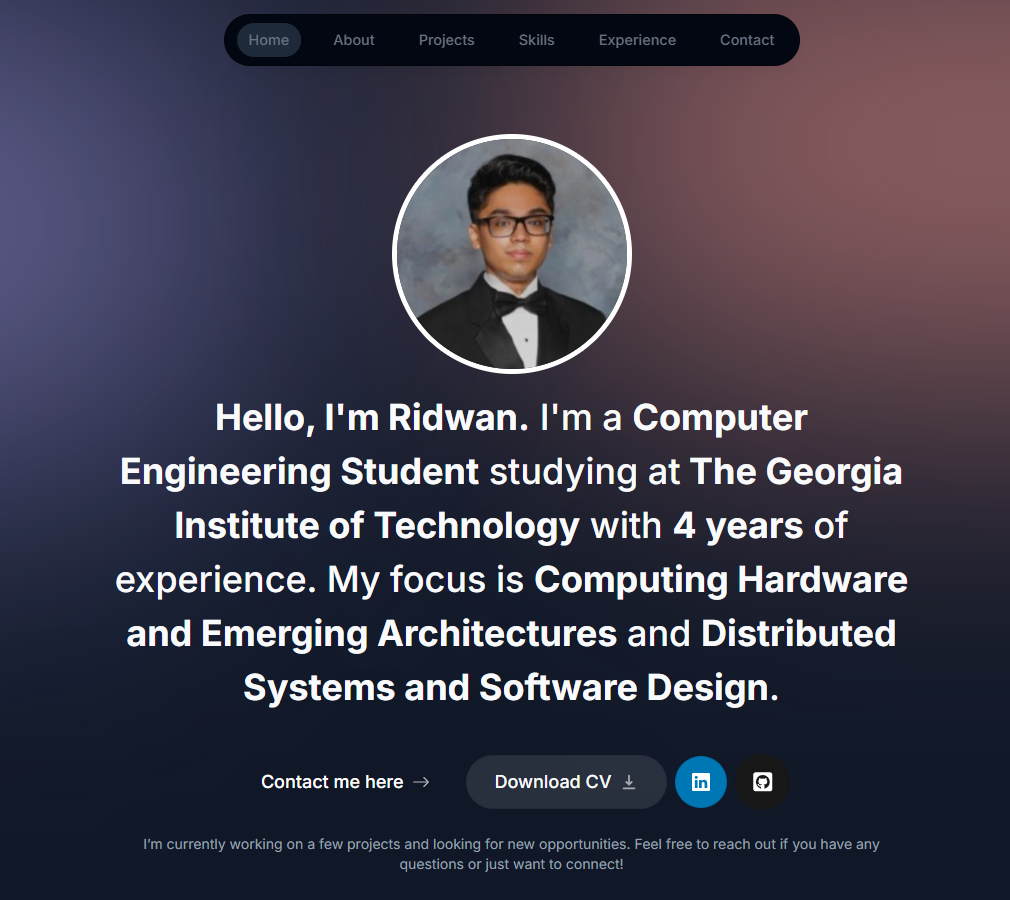 Home About Projects Skills Experience Contact
Hello, I'm Ridwan. I'm a Computer
Engineering Student studying at The Georgia
Institute of Technology with 4 years of
experience. My focus is Computing Hardware
and Emerging Architectures and Distributed
Systems and Software Design.
Contact me here → Download CV in
I'm currently working on a few projects and looking for new opportunities. Feel free to reach out if you have any
questions or just want to connect!